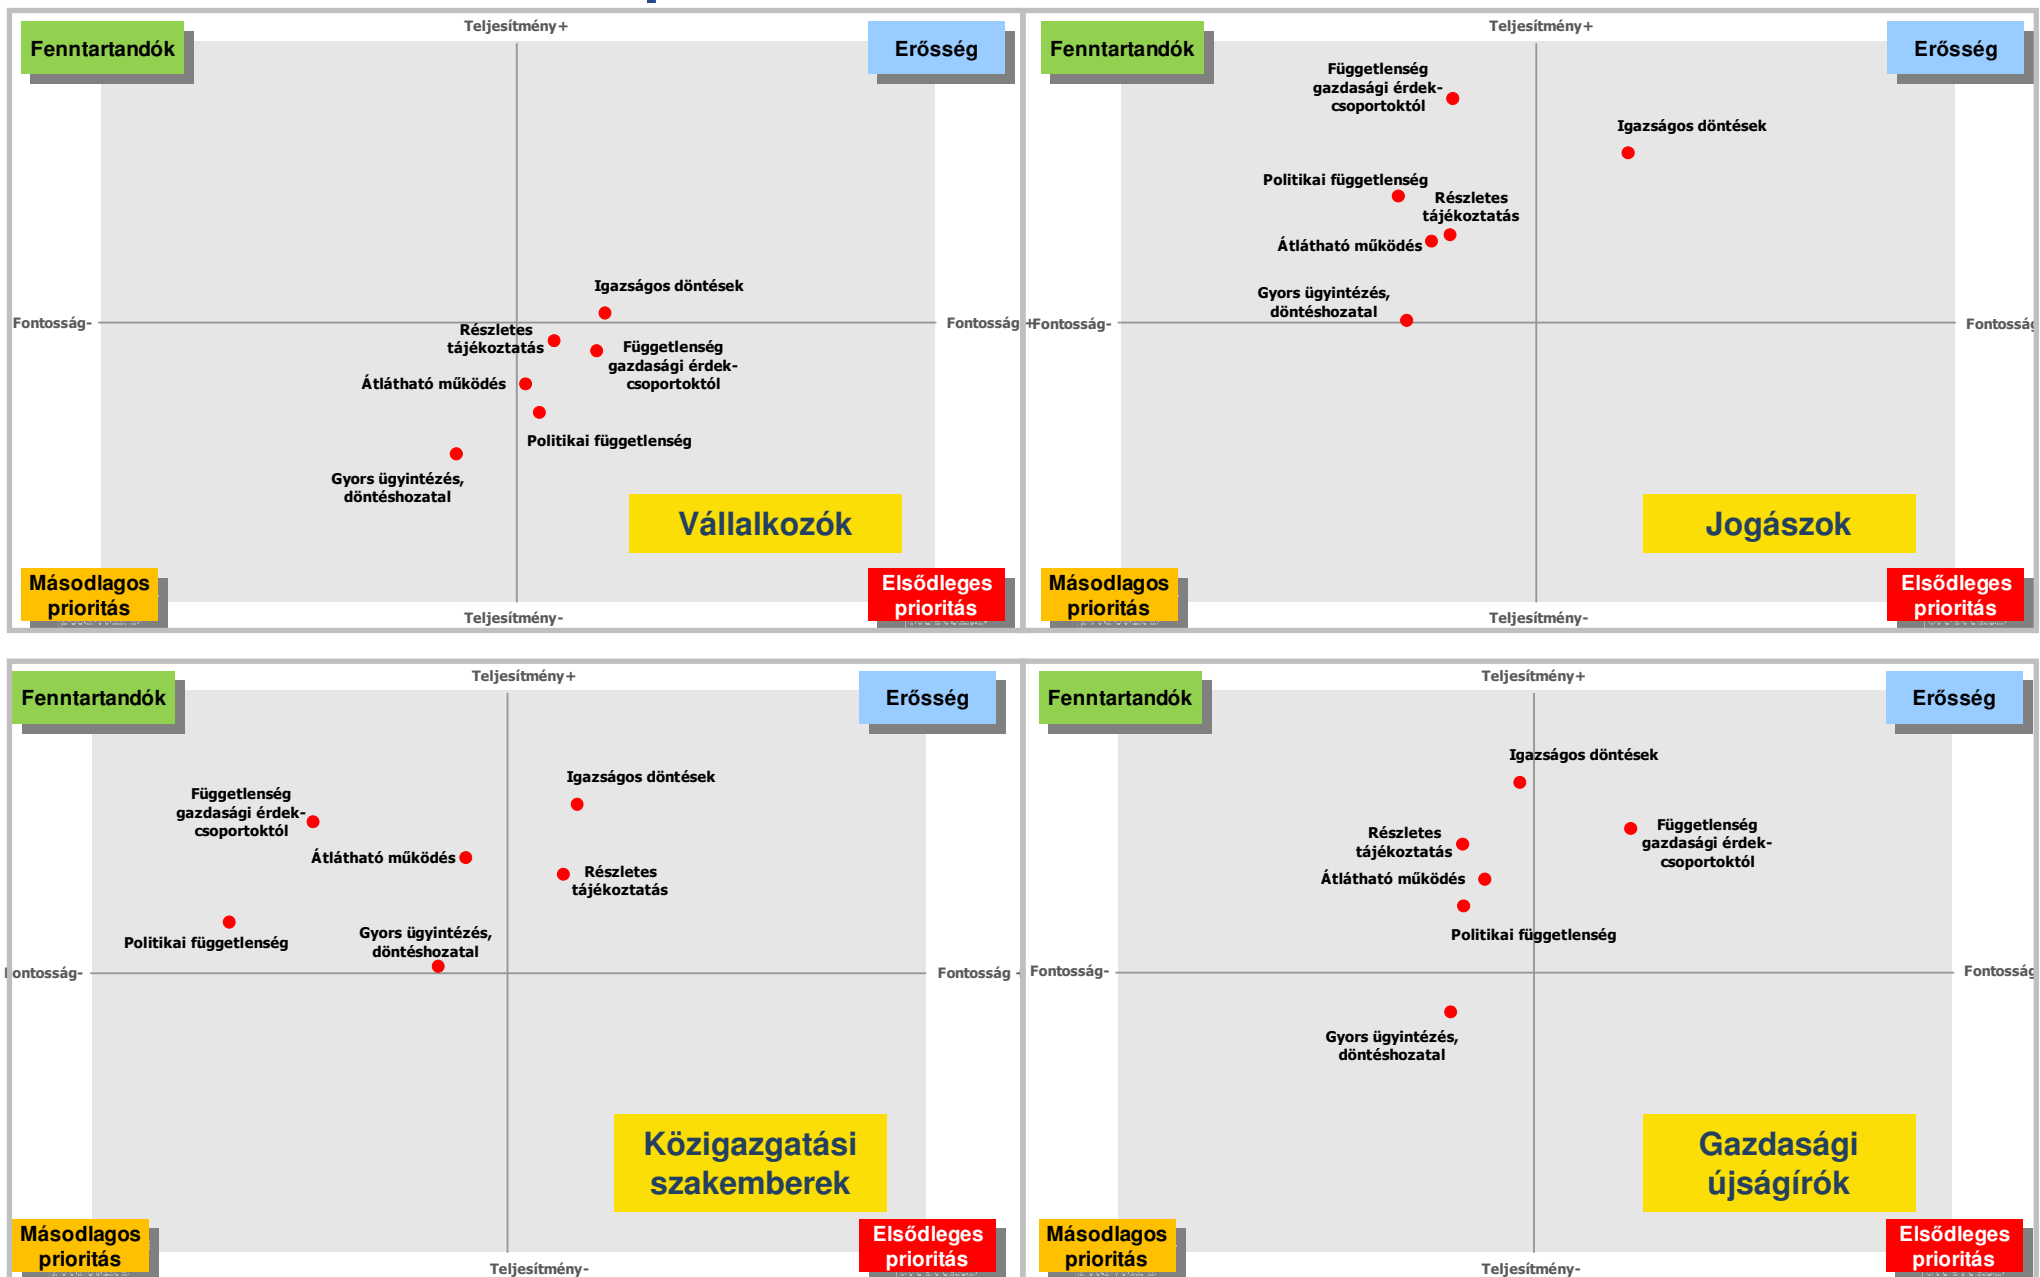 Teljesítmény+
Fenntartandók
Erősség
Igazságos döntések
Fontosság-
Fontosság +
Részletes
tájékoztatás
Függetlenség
gazdasági érdek-
csoportoktól
Átlátható működés
Politikai függetlenség
Gyors ügyintézés,
döntéshozatal
Vállalkozók
Másodlagos
prioritás
Elsődleges
prioritás
Teljesítmény-
Teljesítmény+
Fenntartandók
Erősség
Függetlenség
gazdasági érdek-
csoportoktól
Igazságos döntések
Politikai függetlenség
Részletes
tájékoztatás
Átlátható működés
Gyors ügyintézés,
döntéshozatal
Fontosság-
Fontosság
Jogászok
Másodlagos
prioritás
Elsődleges
prioritás
Teljesítmény-
Teljesítmény+
Fenntartandók
Erősség
Igazságos döntések
Függetlenség
gazdasági érdek-
csoportoktól
Átlátható működés
Részletes
tájékoztatás
Politikai függetlenség
Gyors ügyintézés,
döntéshozatal
Fontosság-
Fontosság
Közigazgatási
szakemberek
Másodlagos
prioritás
Elsődleges
prioritás
Teljesítmény-
Teljesítmény+
Fenntartandók
Erősség
Igazságos döntések
Részletes
tájékoztatás
Függetlenség
gazdasági érdek-
csoportoktól
Átlátható működés
Politikai függetlenség
Fontosság-
Fontosság
Gyors ügyintézés,
döntéshozatal
Gazdasági
újságírók
Másodlagos
prioritás
Elsődleges
prioritás
Teljesítmény-